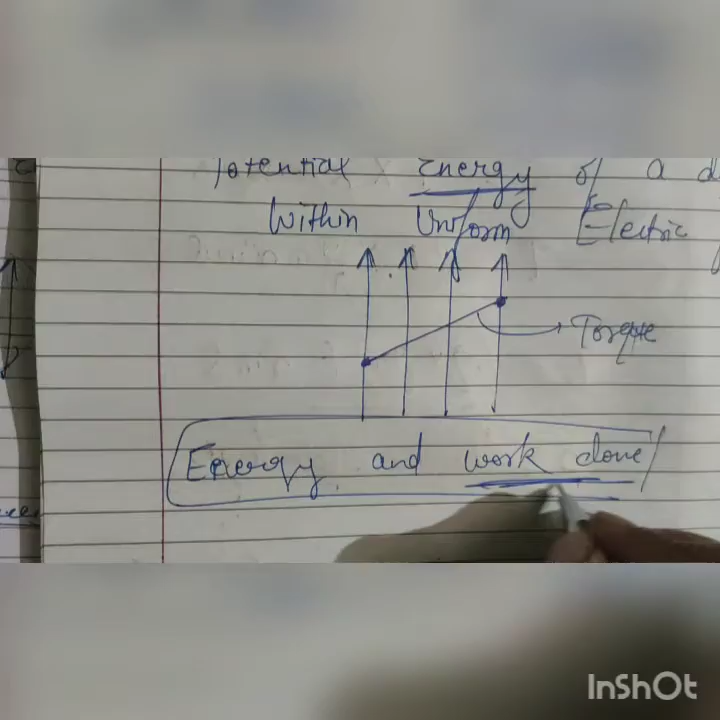 Potential Energy of a
Within Uniform Electric
Torque
Energy and work done
InShOt